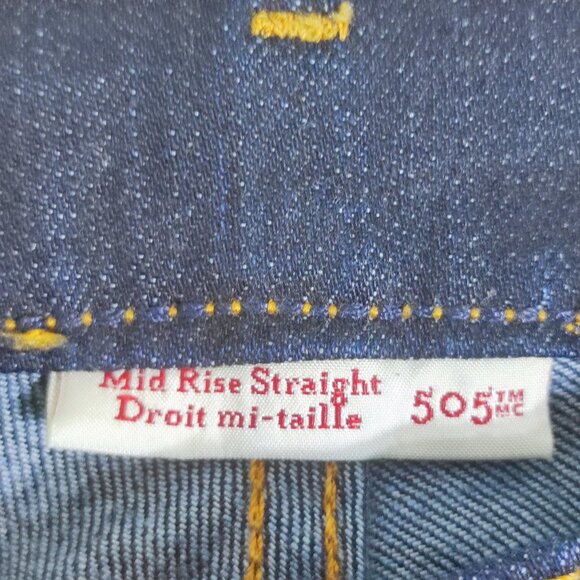 Mid Rise Straight
Droit mi-taille
505™ MC